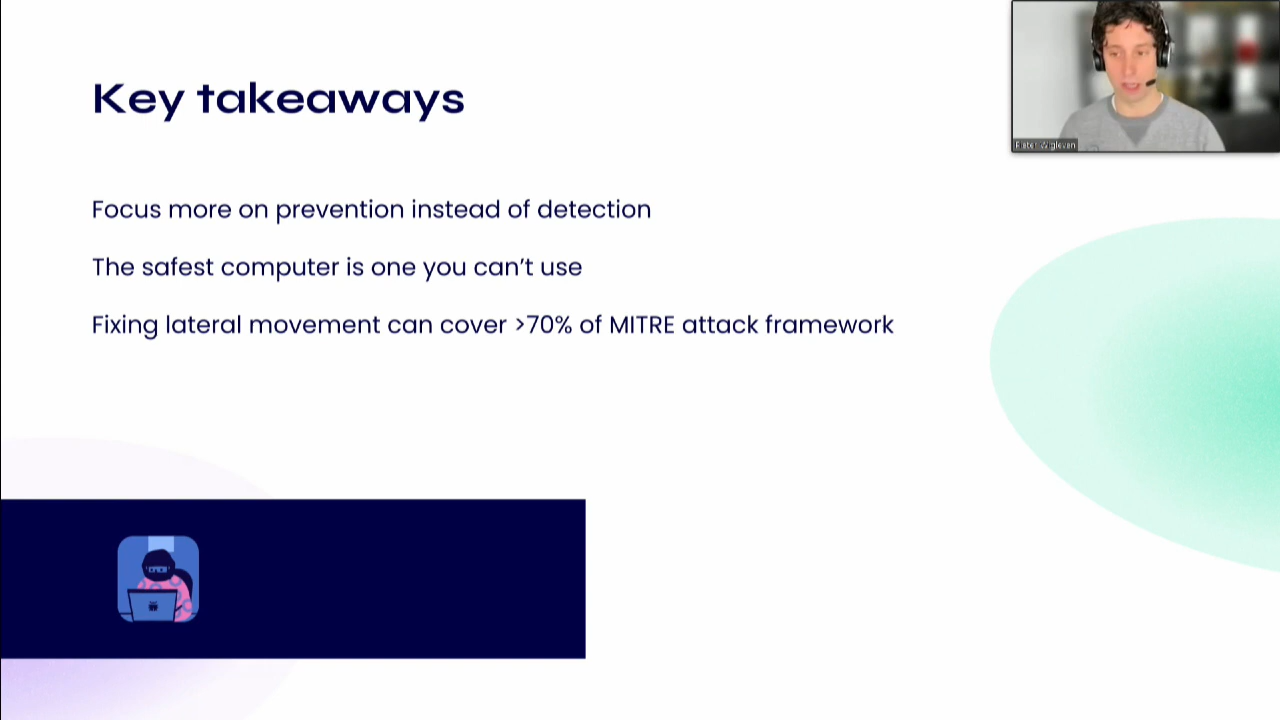 Key takeaways
Focus more on prevention instead of detection
The safest computer is one you can’t use
Fixing lateral movement can cover >70% of MITRE attack framework